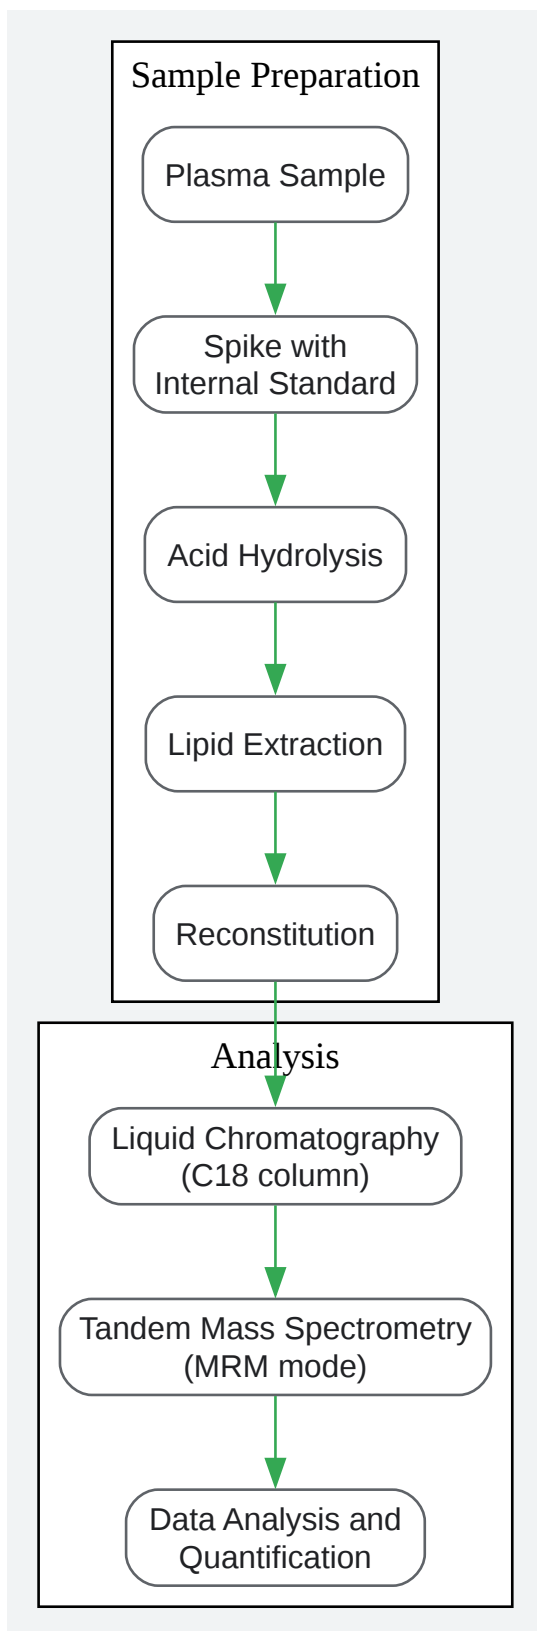 Sample Preparation
Plasma Sample
Spike with
Internal Standard
Acid Hydrolysis
Lipid Extraction
Reconstitution
Analysis
Liquid Chromatography
(C18 column)
Tandem Mass Spectrometry
(MRM mode)
Data Analysis and
Quantification